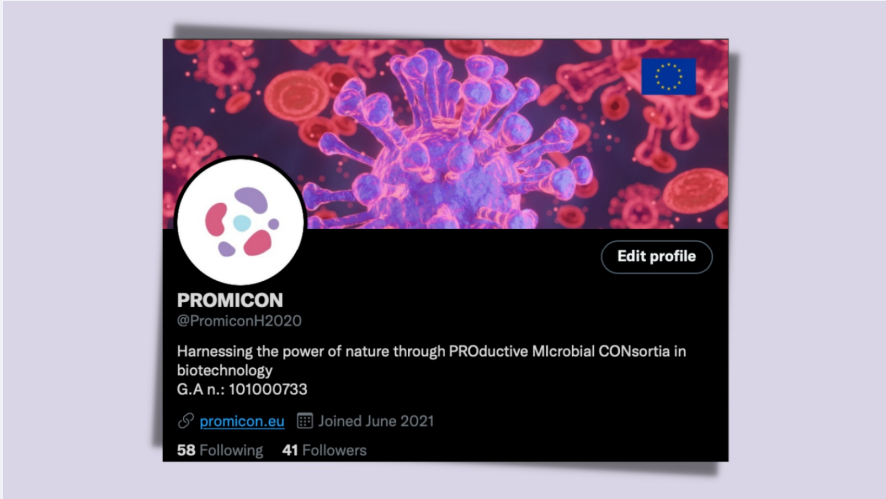 Edit profile
PROMICON
@PromiconH2020
Harnessing the power of nature through PROductive MIcrobial CONsortia in
biotechnology
G.A n.: 101000733
promicon.eu Joined June 2021
58 Following 41 Followers